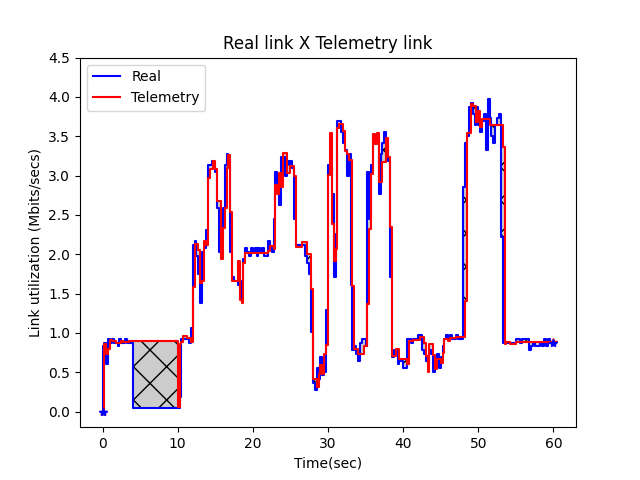 Real link X Telemetry link
Real
Telemetry
Link utilization (Mbits/secs)
4.5
4.0
3.5
3.0
2.5
2.0
1.5
1.0
0.5
0.0
0 10 20 30 40 50 60
Time(sec)